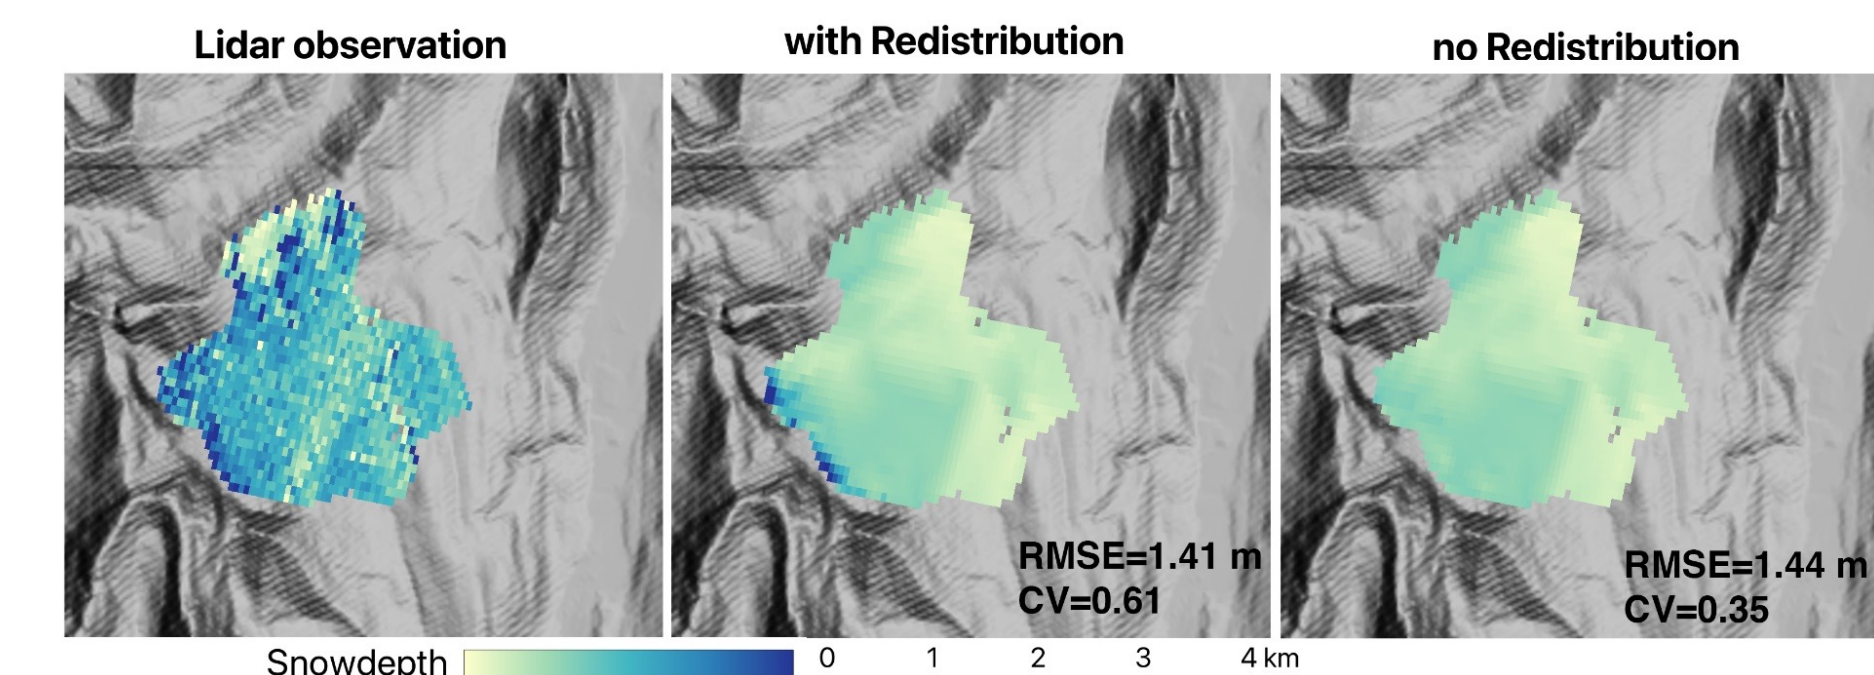 Lidar observation
with Redistribution
no Redistribution
RMSE=1.41 m
CV=0.61
RMSE=1.44 m
CV=0.35
Snowdepth
0 1 2 3 4 km